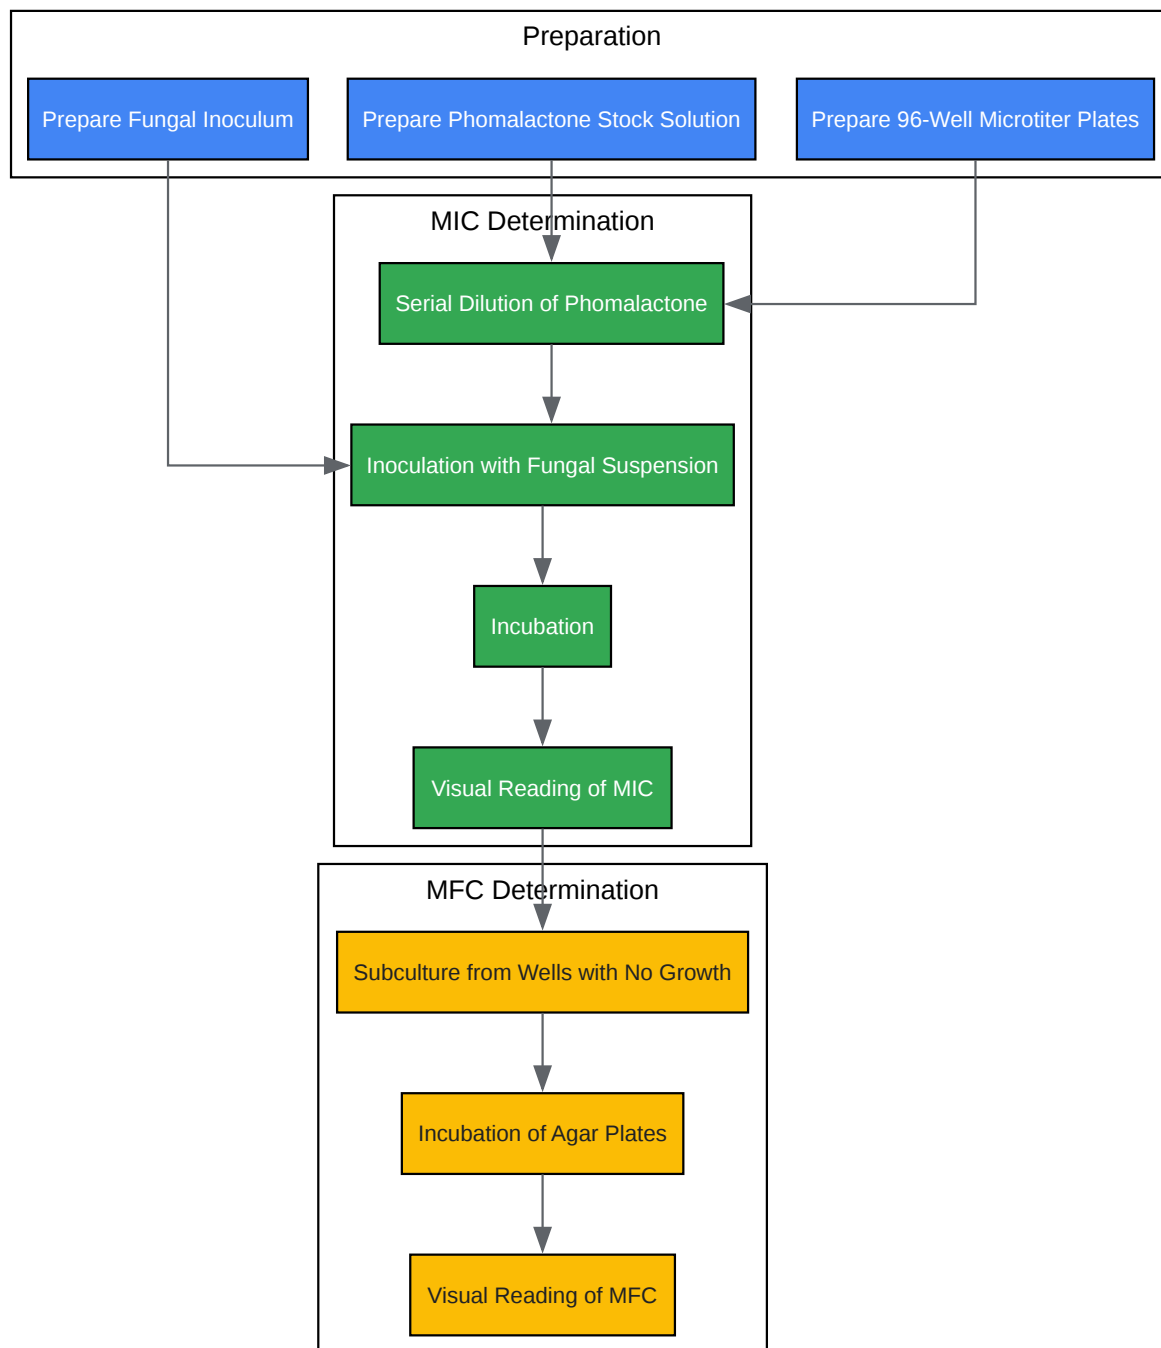 Preparation
Prepare Fungal Inoculum
Prepare Phomalactone Stock Solution
Prepare 96-Well Microtiter Plates
MIC Determination
Serial Dilution of Phomalactone
Inoculation with Fungal Suspension
Incubation
Visual Reading of MIC
MFC Determination
Subculture from Wells with No Growth
Incubation of Agar Plates
Visual Reading of MFC